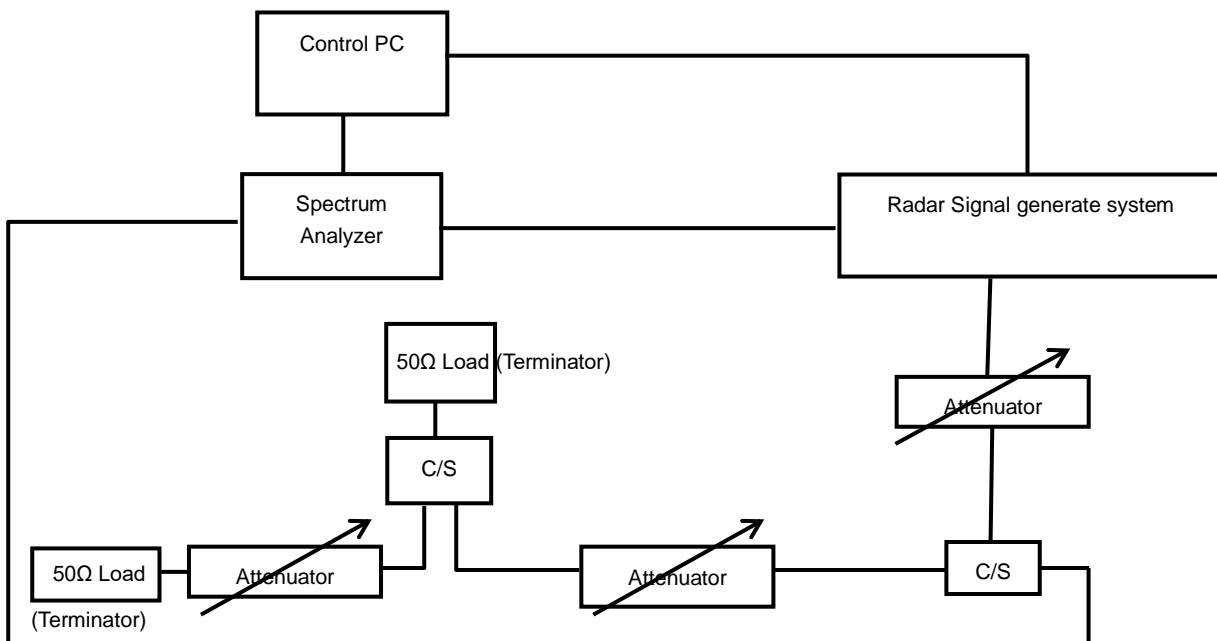 Control PC
Spectrum
Analyzer
Radar Signal generate system
50Ω Load (Terminator)
Attenuator
C/S
50Ω Load
(Terminator)
Attenuator
Attenuator
C/S